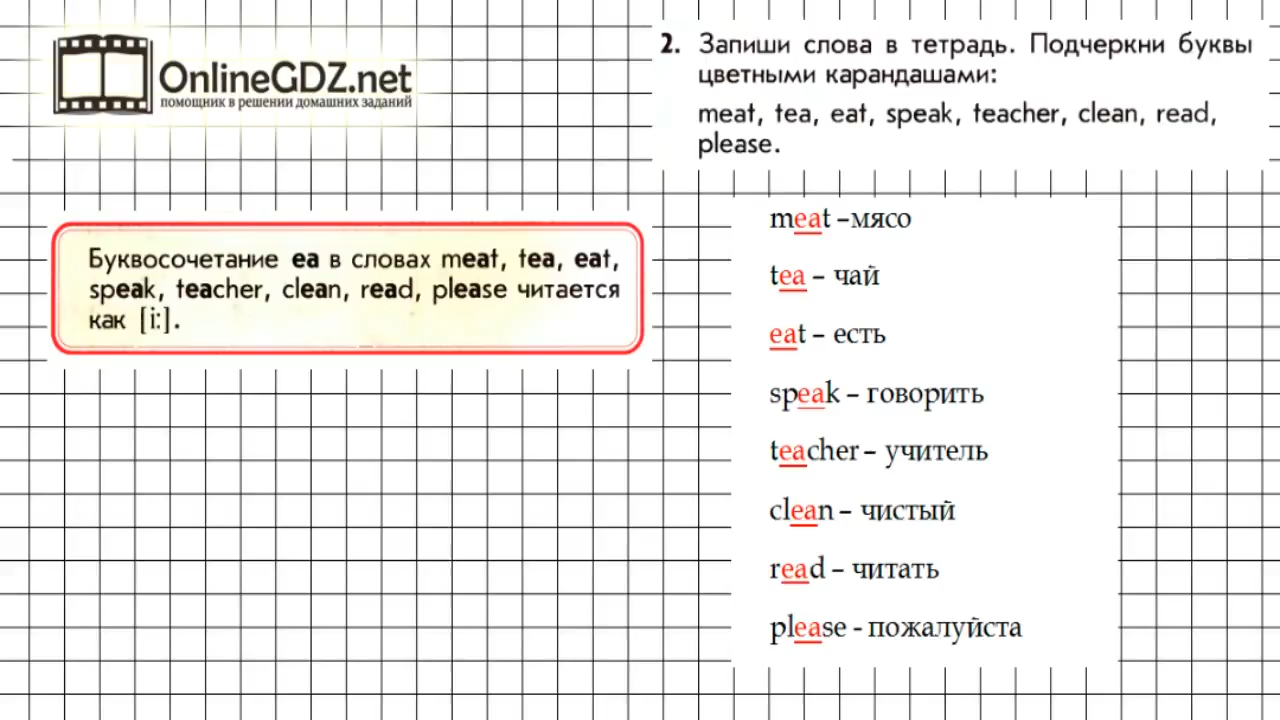 OnlineGDZ.net
помощник в решении домашних заданий
2. Запиши слова в тетрадь. Подчеркни буквы
цветными карандашами:
meat, tea, eat, speak, teacher, clean, read,
please.
Буквосочетание ea в словах meat, tea, eat,
speak, teacher, clean, read, please читается
как [i:].
meat –мясо
tea – чай
eat – есть
speak – говорить
teacher – учитель
clean – чистый
read – читать
please - пожалуйста